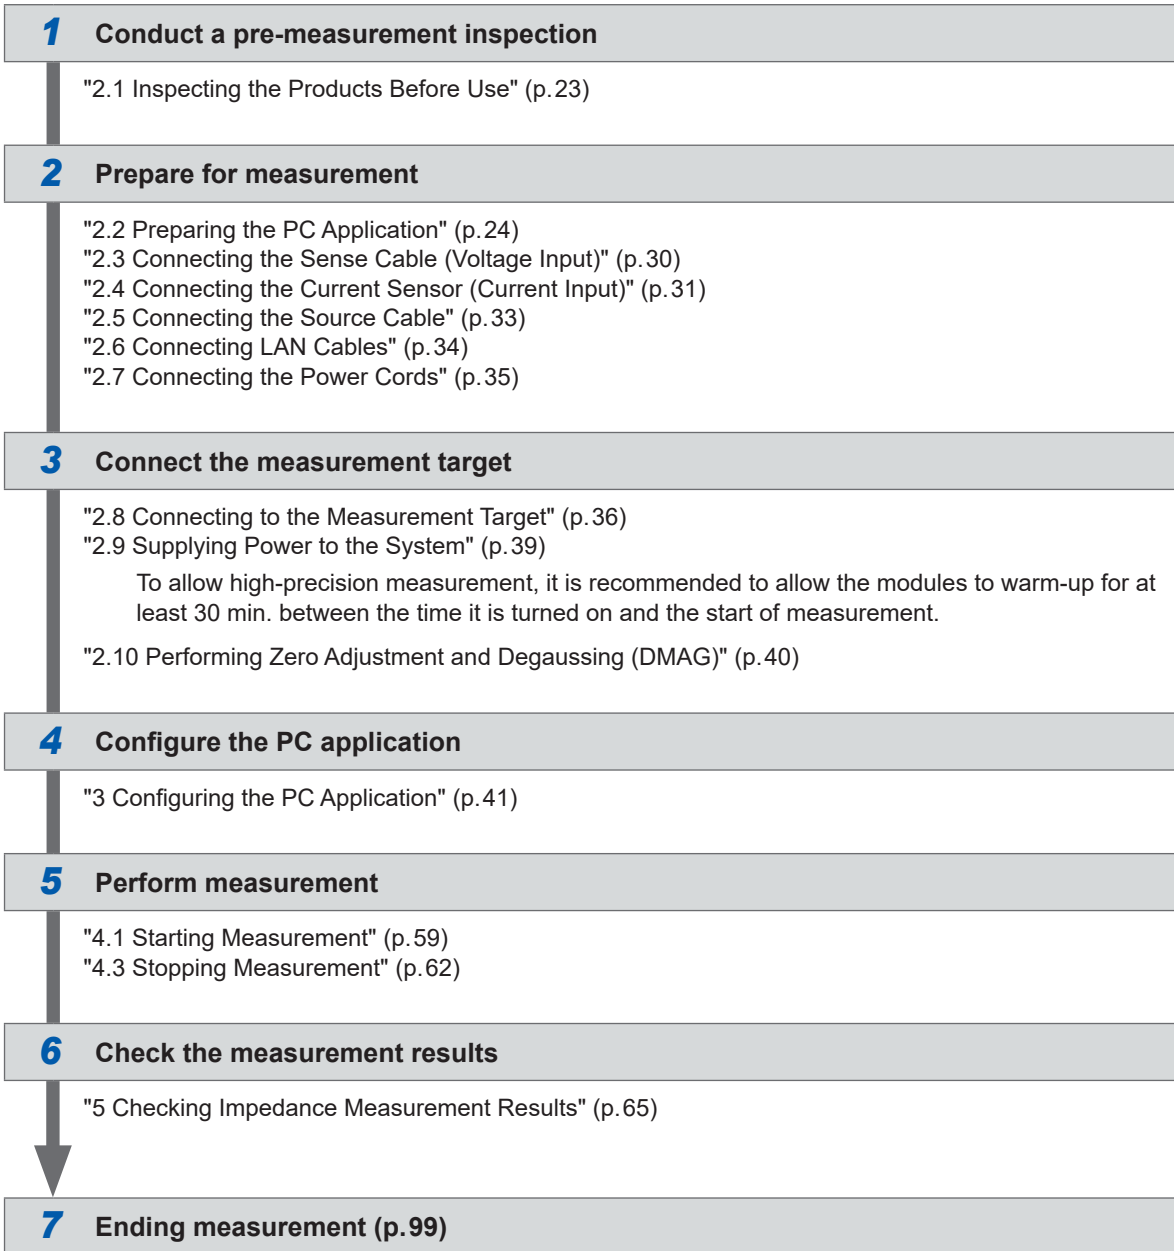 1 Conduct a pre-measurement inspection
"2.1 Inspecting the Products Before Use" (p.23)
2 Prepare for measurement
"2.2 Preparing the PC Application" (p.24)
"2.3 Connecting the Sense Cable (Voltage Input)" (p.30)
"2.4 Connecting the Current Sensor (Current Input)" (p.31)
"2.5 Connecting the Source Cable" (p.33)
"2.6 Connecting LAN Cables" (p.34)
"2.7 Connecting the Power Cords" (p.35)
3 Connect the measurement target
"2.8 Connecting to the Measurement Target" (p.36)
"2.9 Supplying Power to the System" (p.39)
To allow high-precision measurement, it is recommended to allow the modules to warm-up for at
least 30 min. between the time it is turned on and the start of measurement.
"2.10 Performing Zero Adjustment and Degaussing (DMAG)" (p.40)
4 Configure the PC application
"3 Configuring the PC Application" (p.41)
5 Perform measurement
"4.1 Starting Measurement" (p.59)
"4.3 Stopping Measurement" (p.62)
6 Check the measurement results
"5 Checking Impedance Measurement Results" (p.65)
7 Ending measurement (p.99)